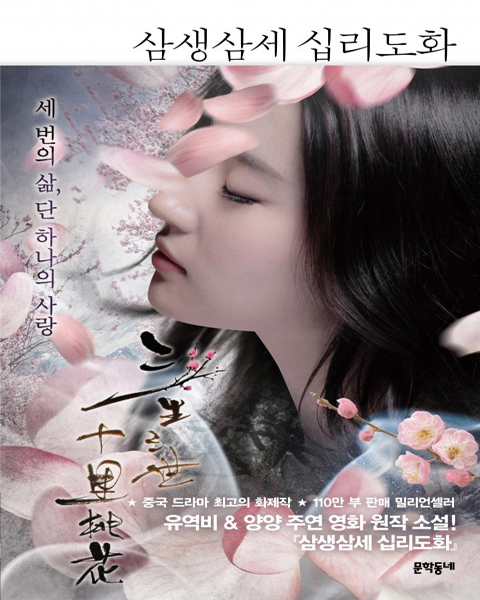 삼생삼세 십리도화
세 번의 삶, 단 하나의 사랑
三生三世
十里桃花
★ 중국 드라마 최고의 화제작 ★ 110만 부 판매 밀리언셀러
유역비 & 양양 주연 영화 원작 소설!
『삼생삼세 십리도화』
문학동네